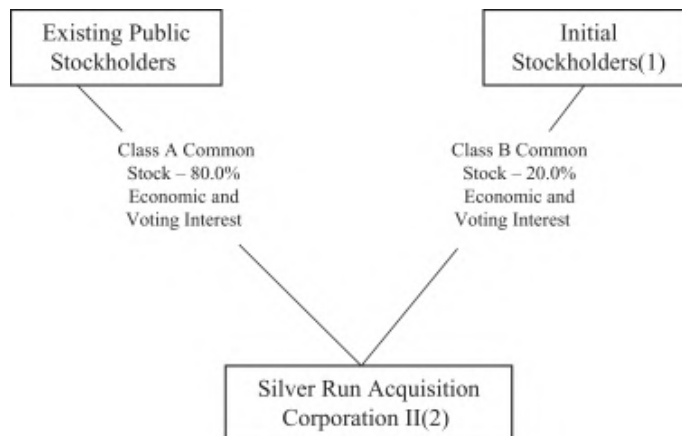 Existing Public
Stockholders
Initial
Stockholders(1)
Class A Common
Stock – 80.0%
Economic and
Voting Interest
Class B Common
Stock – 20.0%
Economic and
Voting Interest
Silver Run Acquisition
Corporation II(2)